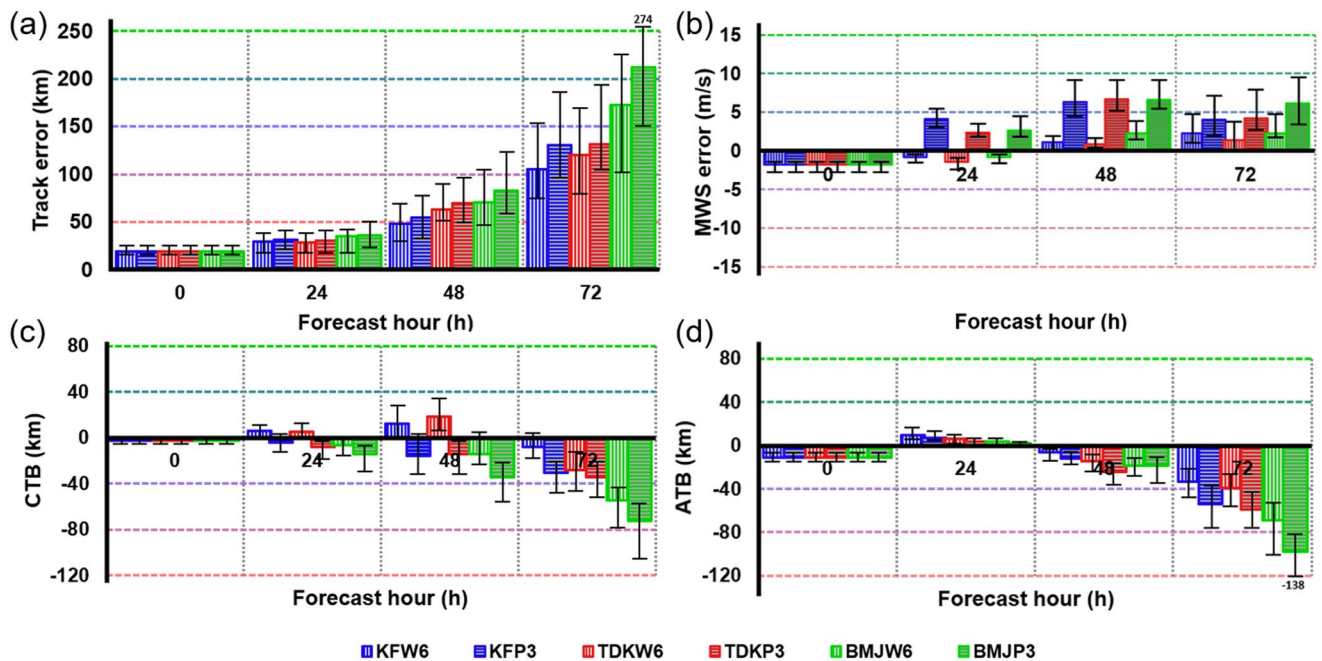 (a)
274
250
200
150
100
50
0
Track error (km)
0 24 48 72
Forecast hour (h)
(b)
15
10
5
0
-5
-10
-15
MWS error (m/s)
0 24 48 72
Forecast hour (h)
(c)
80
40
0
-40
-80
-120
CTB (km)
0 24 48 72
Forecast hour (h)
(d)
80
40
0
-40
-80
-120
ATB (km)
0 24 48 72
-138
Forecast hour (h)
KFW6 KFP3 TDKW6 TDKP3 BMJW6 BMJP3